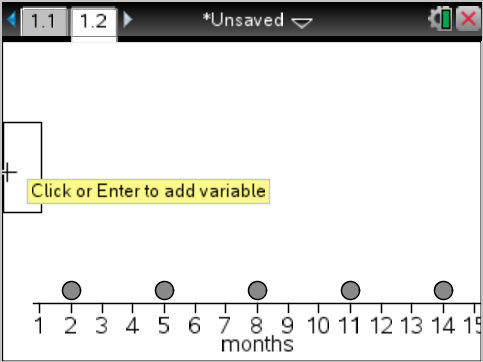 1.1 1.2 *Unsaved
Click or Enter to add variable
1 2 3 4 5 6 7 8 9 10 11 12 13 14 15
months